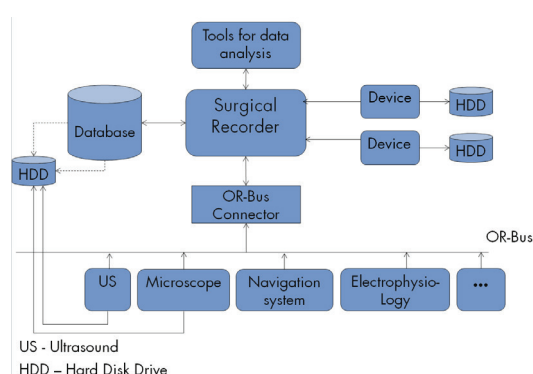 Tools for data
analysis
Surgical
Recorder
Database
HDD
Device
HDD
Device
HDD
OR-Bus
Connector
OR-Bus
US
Microscope
Navigation
system
Electrophysio-
Logy
...
US - Ultrasound
HDD – Hard Disk Drive